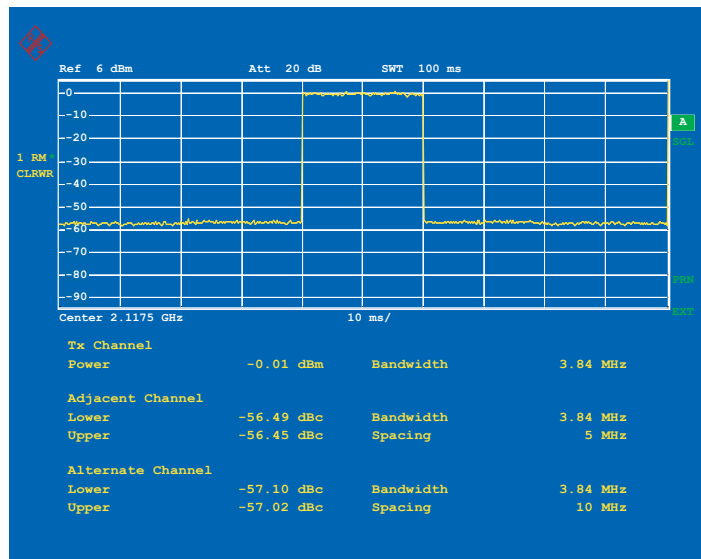 Ref 6 dBm Att 20 dB SWT 100 ms
-0
-10
A
-20
SGL
1 RM *
-30
CLRWR
-40
-50
-60
-70
-80
PRN
-90
EXT
Center 2.1175 GHz 10 ms/
Tx Channel
Power -0.01 dBm Bandwidth 3.84 MHz
Adjacent Channel
Lower -56.49 dBc Bandwidth 3.84 MHz
Upper -56.45 dBc Spacing 5 MHz
Alternate Channel
Lower -57.10 dBc Bandwidth 3.84 MHz
Upper -57.02 dBc Spacing 10 MHz